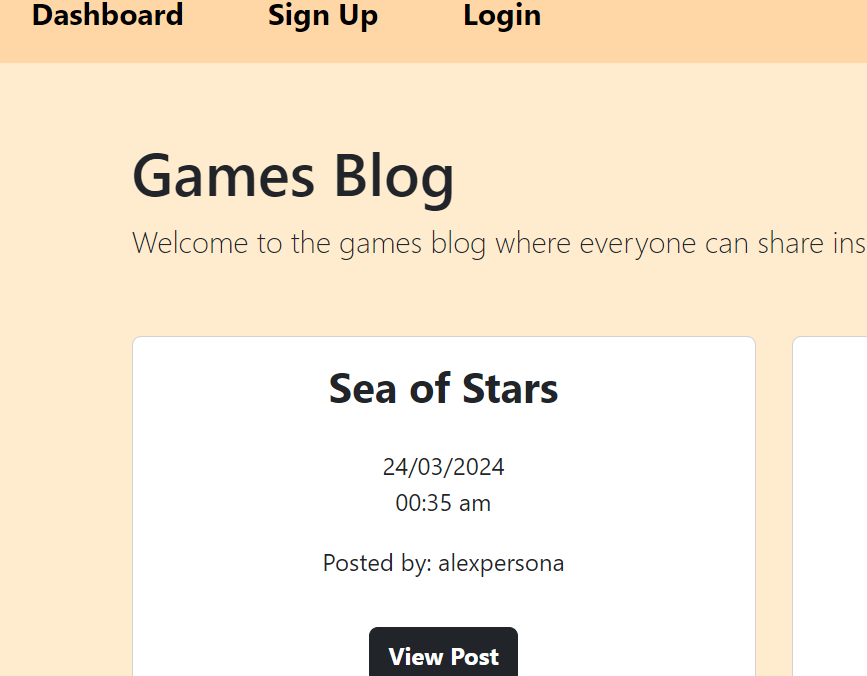 Dashboard Sign Up Login
Games Blog
Welcome to the games blog where everyone can share
Sea of Stars
24/03/2024
00:35 am
Posted by: alexpersona
View Post